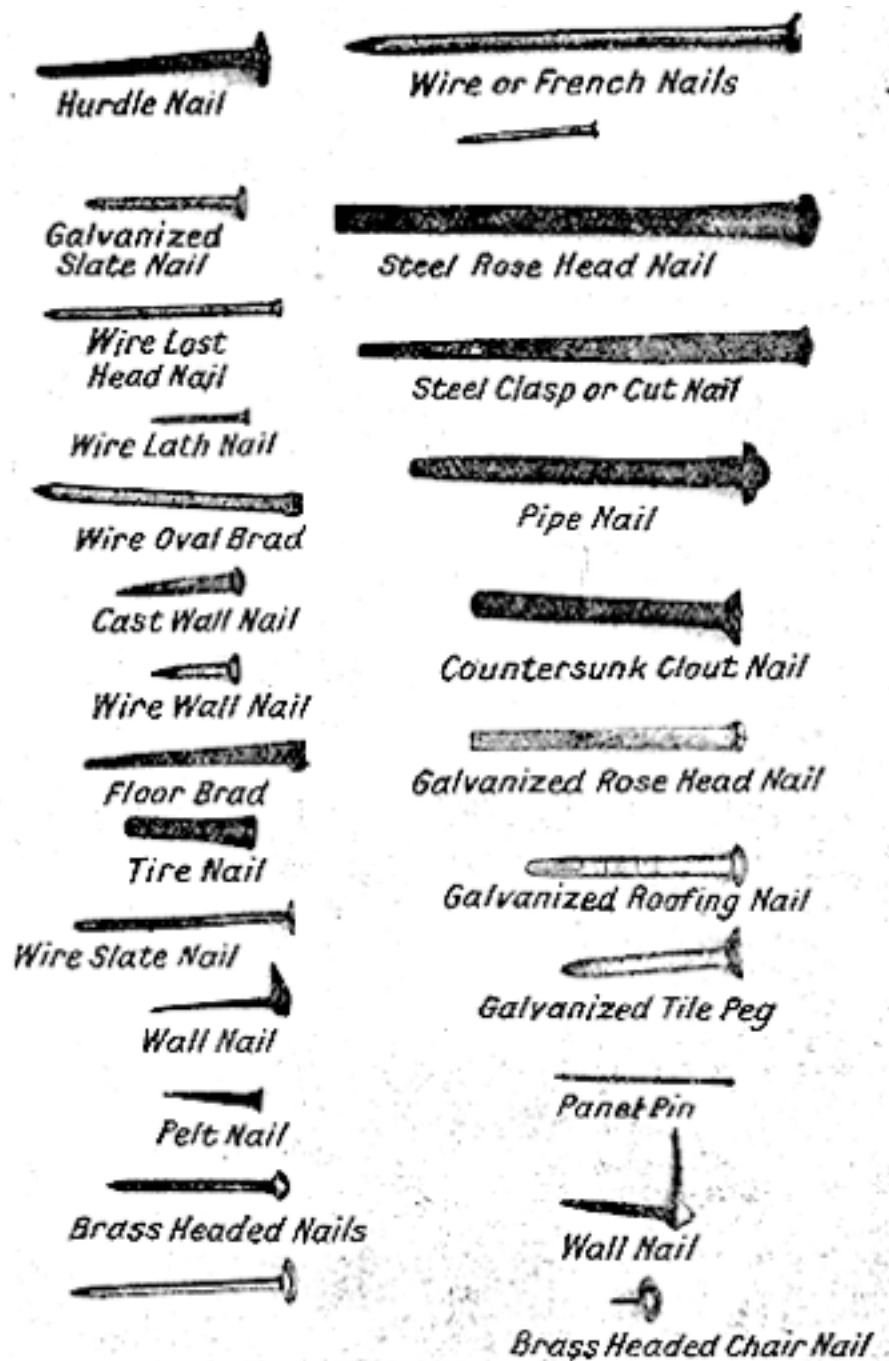 Hurdle Nail
Galvanized
Slate Nail
Wire Lost
Head Nail
Wire Lath Nail
Wire Oval Brad
Cast Wall Nail
Wire Wall Nail
Floor Brad
Tire Nail
Wire Slate Nail
Wall Nail
Pelt Nail
Brass Headed Nails
Wire or French Nails
Steel Rose Head Nail
Steel Clasp or Cut Nail
Pipe Nail
Countersunk Clout Nail
Galvanized Rose Head Nail
Galvanized Roofing Nail
Galvanized Tile Peg
Panel Pin
Wall Nail
Brass Headed Chair Nail